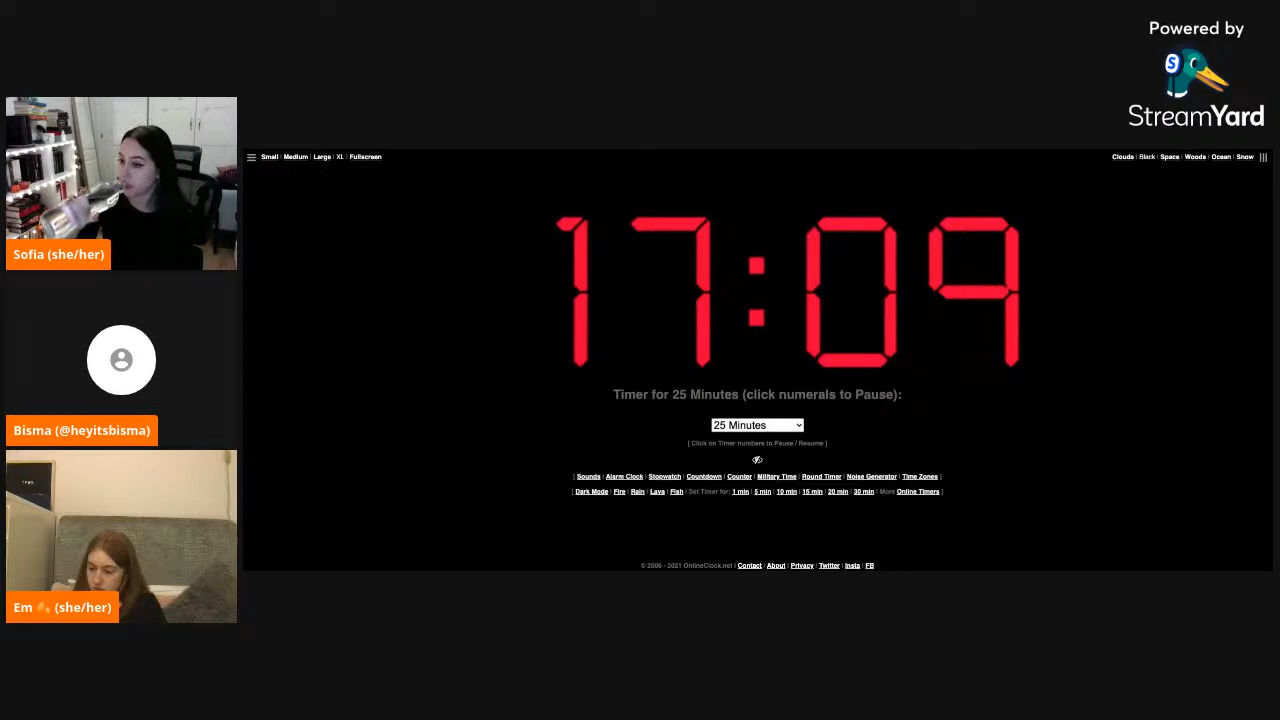 Powered by
StreamYard
Small | Medium | Large | XL | Fullscreen
Clouds | Black | Space | Woods | Ocean | Snow
17:09
Timer for 25 Minutes (click numerals to Pause):
25 Minutes
[ Click on Timer numbers to Pause / Resume ]
[ Sounds | Alarm Clock | Stopwatch | Countdown | Counter | Military Time | Round Timer | Noise Generator | Time Zones ]
[ Dark Mode | Fire | Rain | Lava | Fish | Set Timer for: 1 min | 5 min | 10 min | 15 min | 20 min | 30 min | More Online Timers ]
© 2006 - 2021 OnlineClock.net | Contact | About | Privacy | Twitter | Insta | FB
Sofia (she/her)
Bisma (@heyitsbisma)
Em 🍂 (she/her)